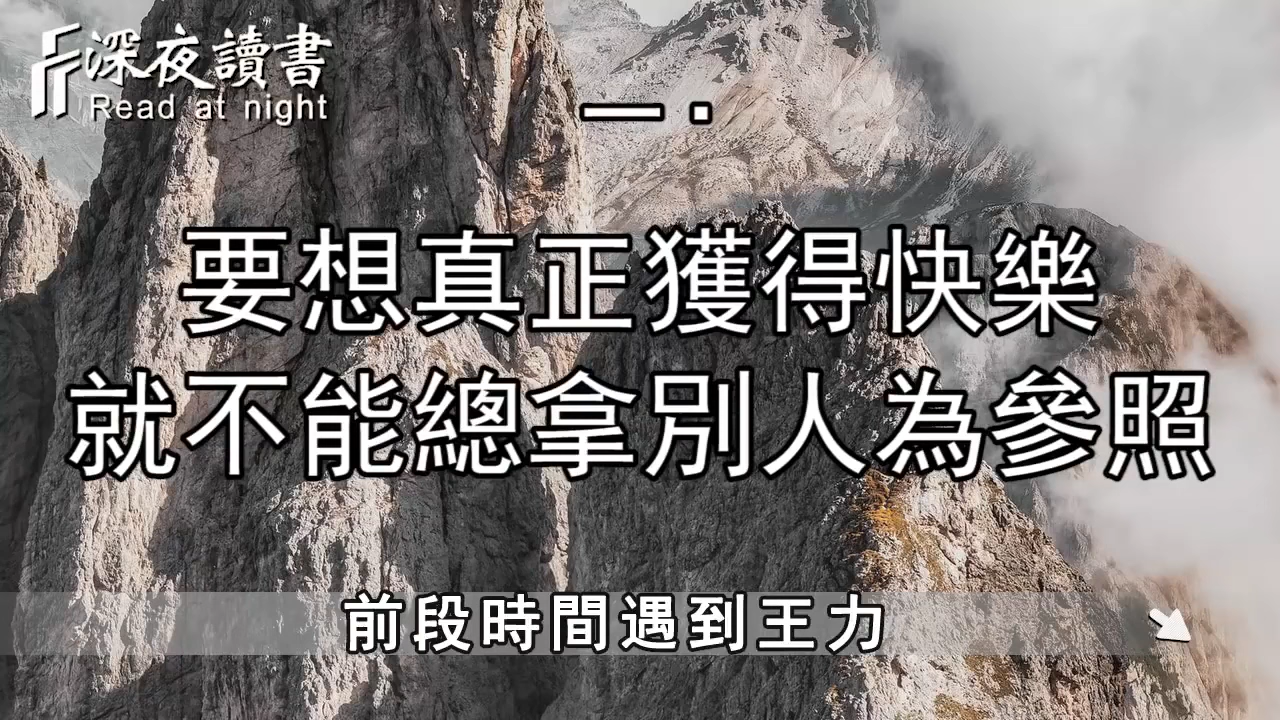 深夜讀書
Read at night
一·
要想真正獲得快樂
就不能總拿別人為參照
前段時間遇到王力